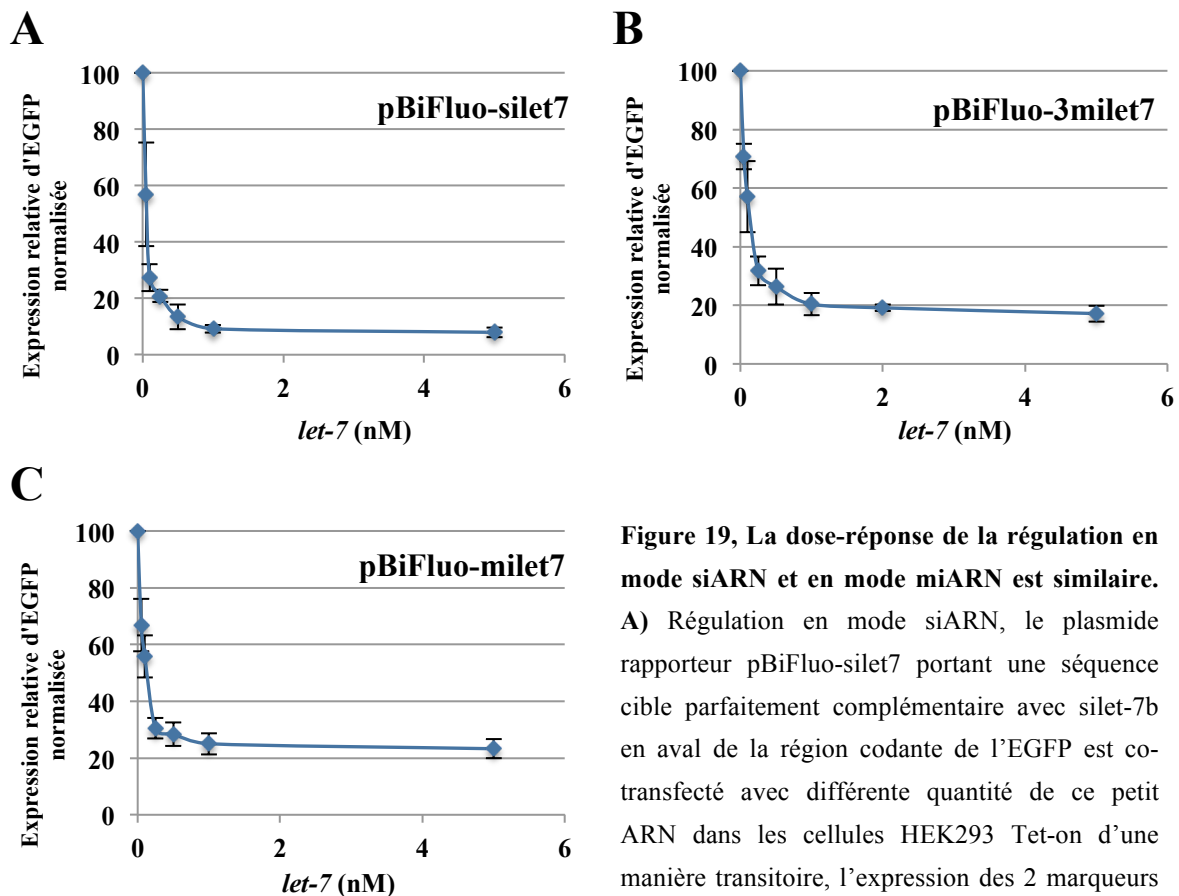 A
100
80
60
40
20
0
Expression relative d'EGFP
normalisée
pBiFluo-silet7
0 2 4 6
let-7 (nM)
B
100
80
60
40
20
0
Expression relative d'EGFP
normalisée
pBiFluo-3milet7
0 2 4 6
let-7 (nM)
C
100
80
60
40
20
0
Expression relative d'EGFP
normalisée
pBiFluo-milet7
0 2 4 6
let-7 (nM)
Figure 19, La dose-réponse de la régulation en
mode siARN et en mode miARN est similaire.
A) Régulation en mode siARN, le plasmide
rapporteur pBiFluo-silet7 portant une séquence
cible parfaitement complémentaire avec silet-7b
en aval de la région codante de l’EGFP est co-
transfecté avec différente quantité de ce petit
ARN dans les cellules HEK293 Tet-on d’une
manière transitoire, l’expression des 2 marqueurs